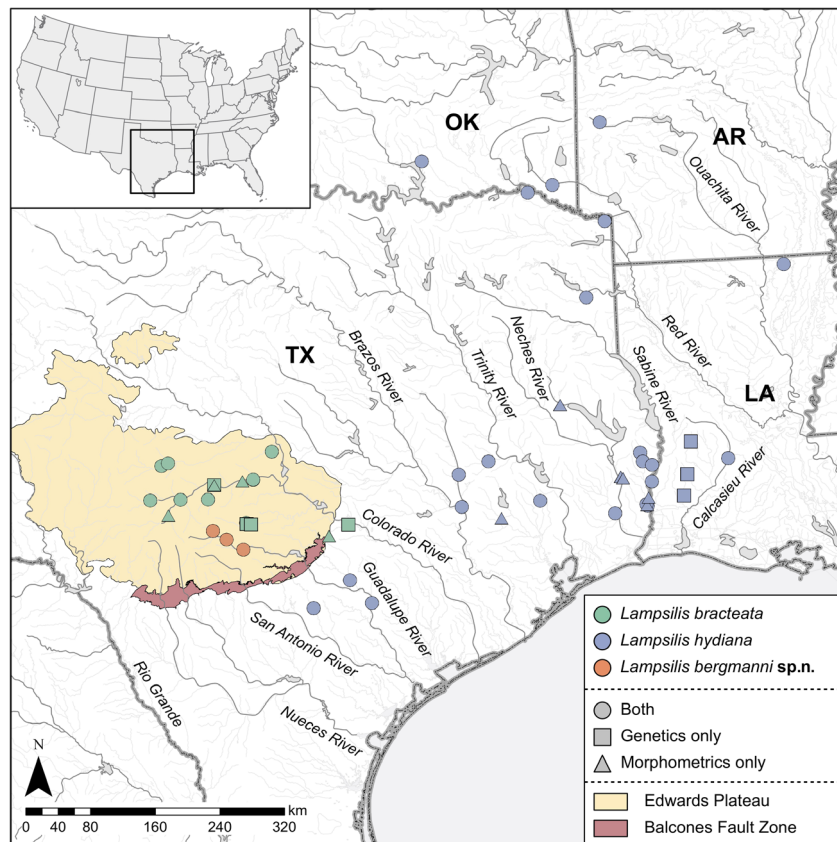 OK
AR
Ouachita River
TX
Brazos River
Trinity River
Neches River
Sabine River
Red River
LA
Calcasieu River
Colorado River
Guadalupe River
San Antonio River
Nueces River
Rio Grande
N
0 40 80 160 240 320 km
Lampsilis bracteata
Lampsilis hydiana
Lampsilis bergmanni sp.n.
Both
Genetics only
Morphometrics only
Edwards Plateau
Balcones Fault Zone